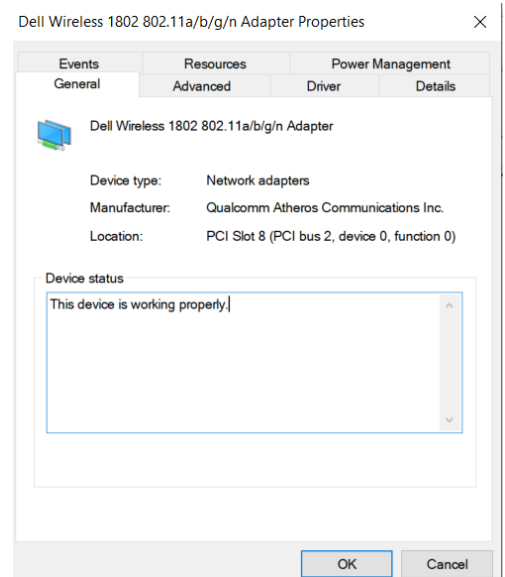 Dell Wireless 1802 802.11a/b/g/n Adapter Properties
Events Resources Power Management
General Advanced Driver Details
Dell Wireless 1802 802.11a/b/g/n Adapter
Device type: Network adapters
Manufacturer: Qualcomm Atheros Communications Inc.
Location: PCI Slot 8 (PCI bus 2, device 0, function 0)
Device status
This device is working properly.
OK Cancel